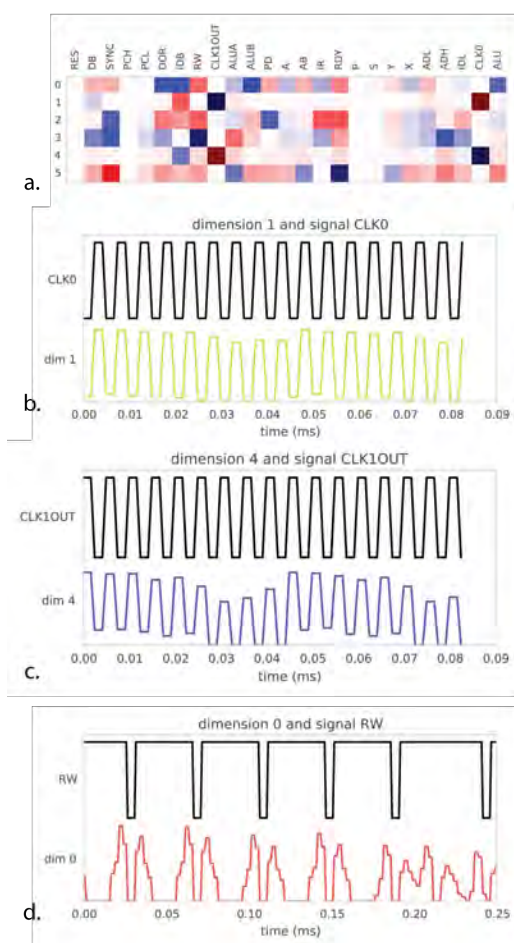 RES DB SYNC PCH PCL DOR IDB RW CLK1OUT ALUA ALUB PD A AB IR RDY P S Y X ADL ADH IDL CLK0 ALU
0
1
2
3
4
5
a.
dimension 1 and signal CLK0
CLK0
dim 1
b.
0.00 0.01 0.02 0.03 0.04 0.05 0.06 0.07 0.08 0.09
time (ms)
dimension 4 and signal CLK1OUT
CLK1OUT
dim 4
c.
0.00 0.01 0.02 0.03 0.04 0.05 0.06 0.07 0.08 0.09
time (ms)
dimension 0 and signal RW
RW
dim 0
d.
0.00 0.05 0.10 0.15 0.20 0.25
time (ms)